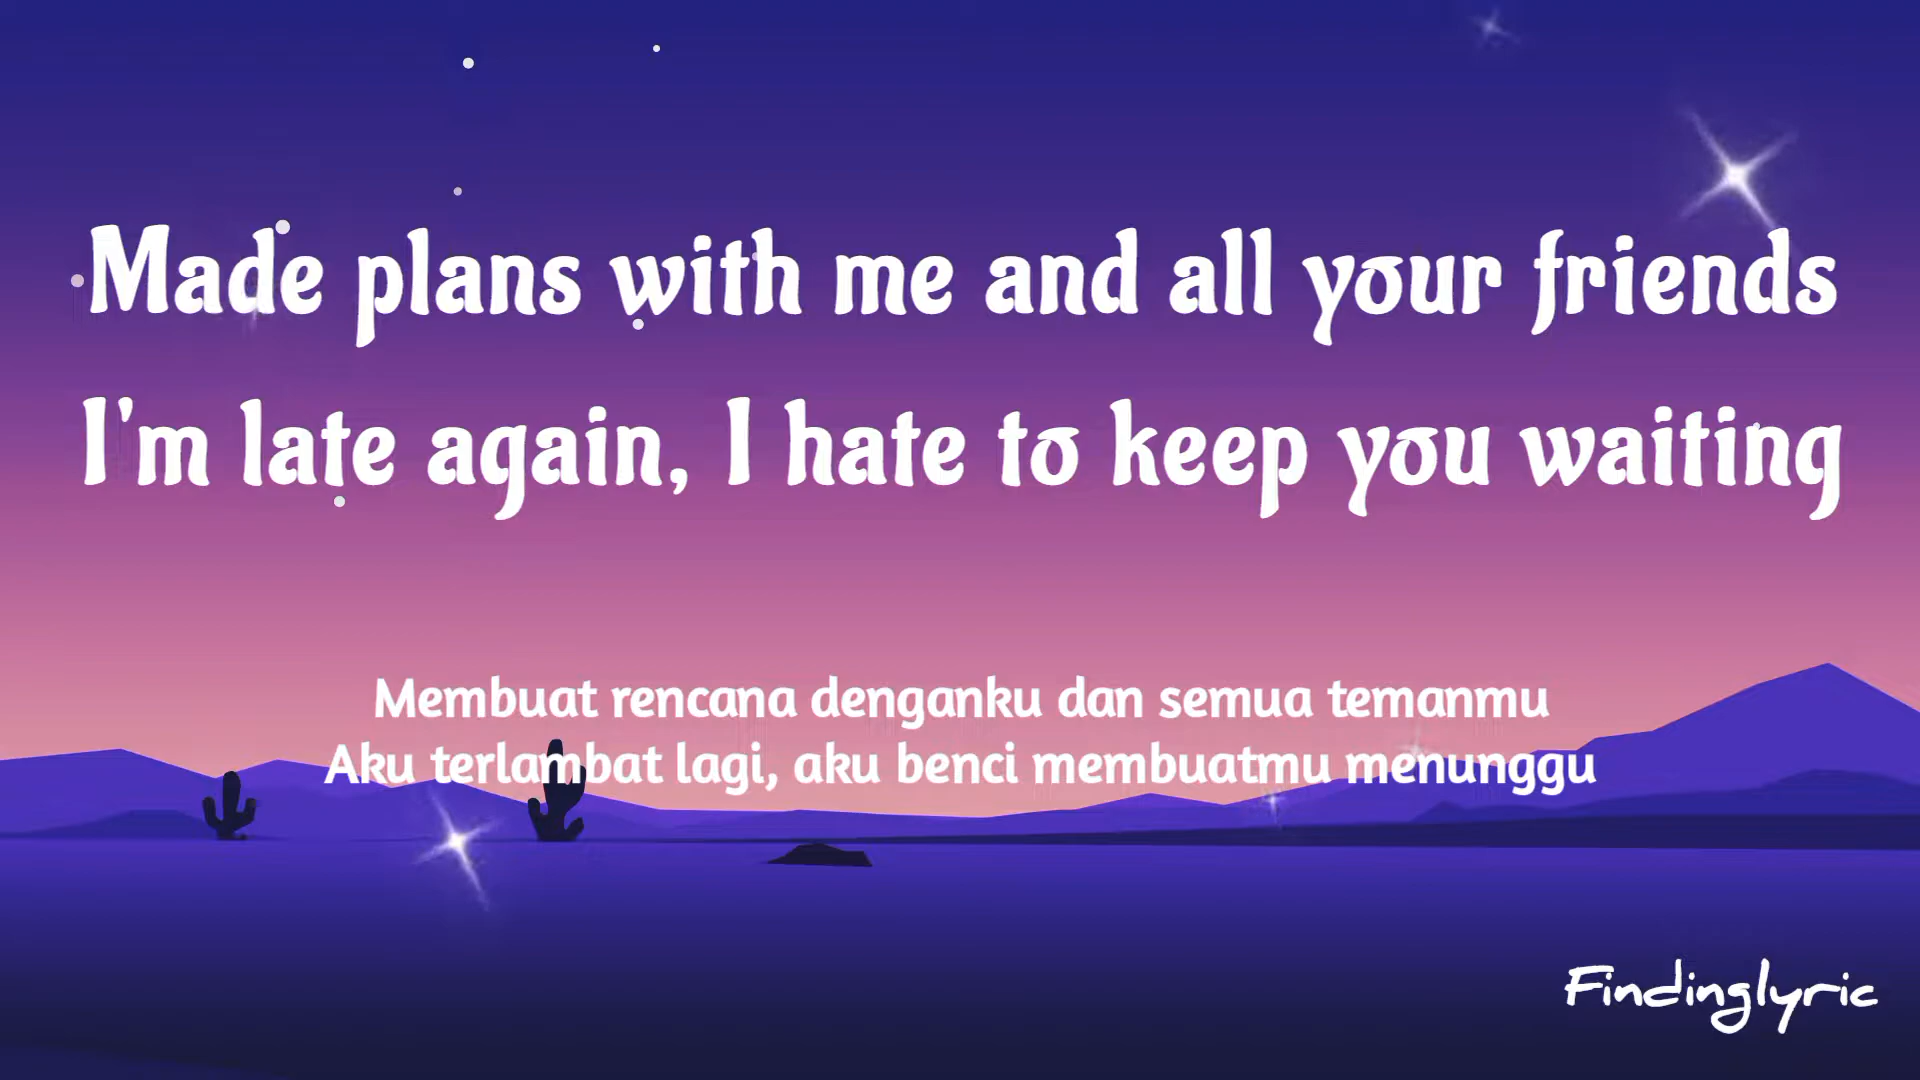 Made plans with me and all your friends
I'm late again, I hate to keep you waiting
Membuat rencana denganku dan semua temanmu
Aku terlambat lagi, aku benci membuatmu menunggu
Findinglyric